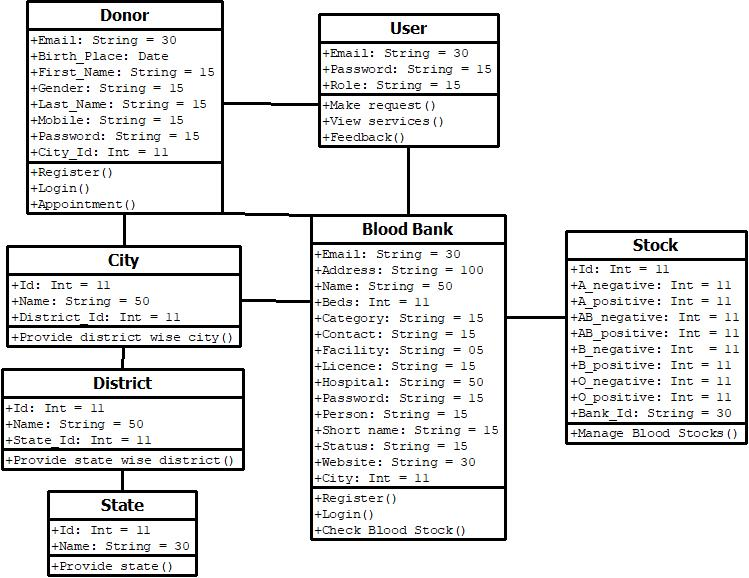 Donor
+Email: String = 30
+Birth_Place: Date
+First_Name: String = 15
+Gender: String = 15
+Last_Name: String = 15
+Mobile: String = 15
+Password: String = 15
+City_Id: Int = 11
+Register()
+Login()
+Appointment()
User
+Email: String = 30
+Password: String = 15
+Role: String = 15
+Make request()
+View services()
+Feedback()
City
+Id: Int = 11
+Name: String = 50
+District_Id: Int = 11
+Provide district wise city()
Blood Bank
+Email: String = 30
+Address: String = 100
+Name: String = 50
+Beds: Int = 11
+Category: String = 15
+Contact: String = 15
+Facility: String = 05
+Licence: String = 15
+Hospital: String = 50
+Password: String = 15
+Person: String = 15
+Short name: String = 15
+Status: String = 15
+Website: String = 30
+City: Int = 11
+Register()
+Login()
+Check Blood Stock()
Stock
+Id: Int = 11
+A_negative: Int = 11
+A_positive: Int = 11
+AB_negative: Int = 11
+AB_positive: Int = 11
+B_negative: Int = 11
+B_positive: Int = 11
+O_negative: Int = 11
+O_positive: Int = 11
+Bank_Id: String = 30
+Manage Blood Stocks()
District
+Id: Int = 11
+Name: String = 50
+State_Id: Int = 11
+Provide state wise district()
State
+Id: Int = 11
+Name: String = 30
+Provide state()